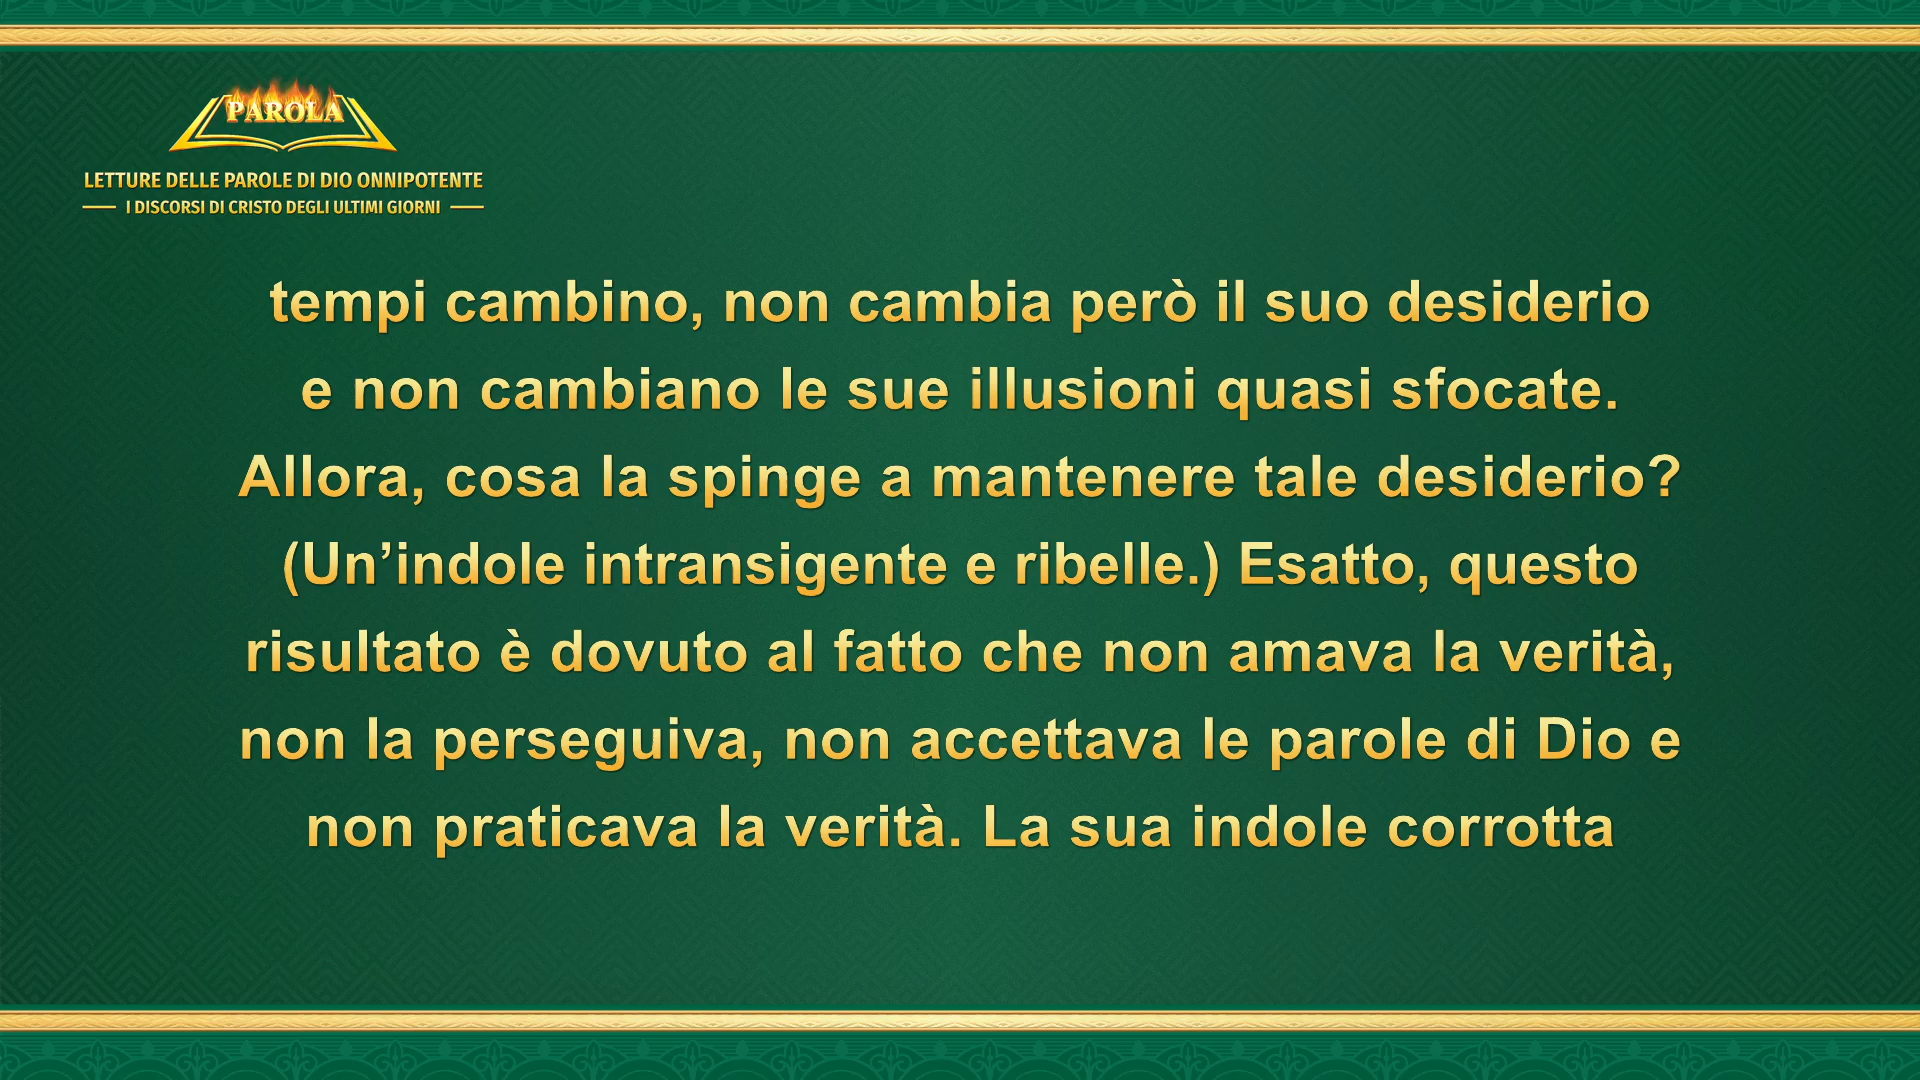 PAROLA
LETTURE DELLE PAROLE DI DIO ONNIPOTENTE
I DISCORSI DI CRISTO DEGLI ULTIMI GIORNI
tempi cambino, non cambia però il suo desiderio
e non cambiano le sue illusioni quasi sfocate.
Allora, cosa la spinge a mantenere tale desiderio?
(Un’indole intransigente e ribelle.) Esatto, questo
risultato è dovuto al fatto che non amava la verità,
non la perseguiva, non accettava le parole di Dio e
non praticava la verità. La sua indole corrotta